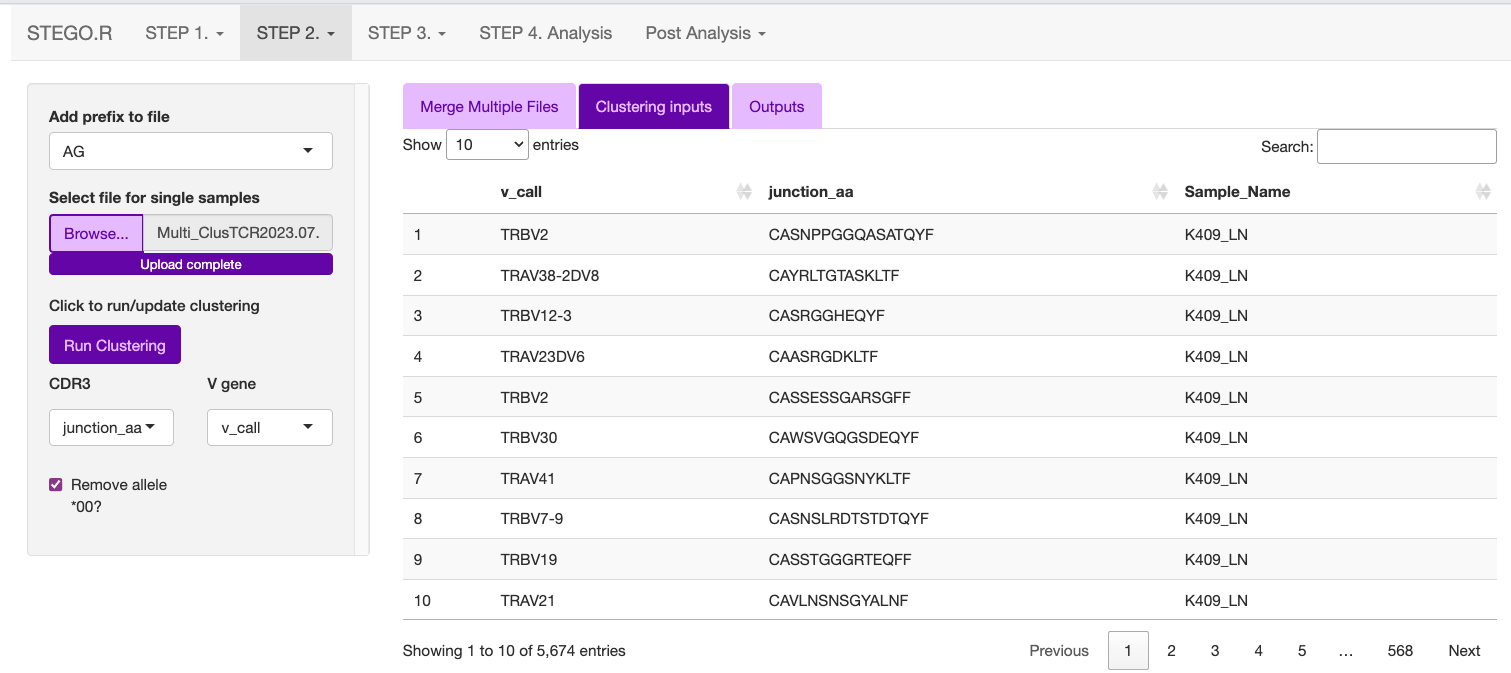 STEGO.R STEP 1. STEP 2. STEP 3. STEP 4. Analysis Post Analysis
Add prefix to file
AG
Select file for single samples
Browse... Multi_ClusTCR2023.07.
Upload complete
Click to run/update clustering
Run Clustering
CDR3 V gene
junction_aa v_call
Remove allele
*00?
Merge Multiple Files Clustering inputs Outputs
Show 10 entries Search:
v_call junction_aa Sample_Name
1 TRBV2 CASNPPGGQASATQYF K409_LN
2 TRAV38-2DV8 CAYRLTGTASKLTF K409_LN
3 TRBV12-3 CASRGGHEQYF K409_LN
4 TRAV23DV6 CAASRGDKLTF K409_LN
5 TRBV2 CASSESSGARSGFF K409_LN
6 TRBV30 CAWSVGQGSDEQYF K409_LN
7 TRAV41 CAPNSGGSNYKLTF K409_LN
8 TRBV7-9 CASNSLRDTSTDTQYF K409_LN
9 TRBV19 CASSTGGGRTEQFF K409_LN
10 TRAV21 CAVLNSNSGYALNF K409_LN
Showing 1 to 10 of 5,674 entries Previous 1 2 3 4 5 ... 568 Next